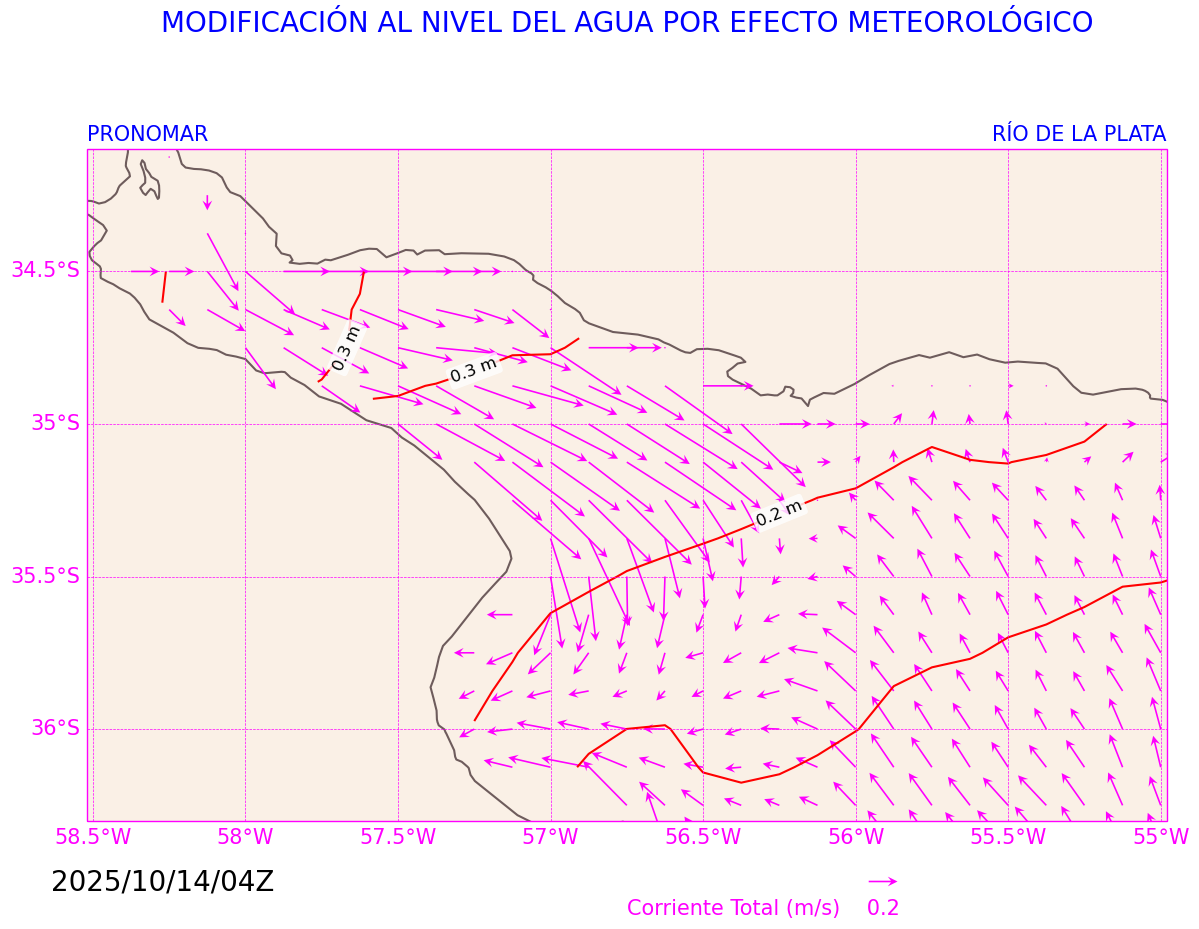 MODIFICACIÓN AL NIVEL DEL AGUA POR EFECTO METEOROLÓGICO
PRONOMAR
RÍO DE LA PLATA
34.5°S
35°S
35.5°S
36°S
0.3 m
0.3 m
0.2 m
58.5°W
58°W
57.5°W
57°W
56.5°W
56°W
55.5°W
55°W
2025/10/14/04Z
Corriente Total (m/s) 0.2